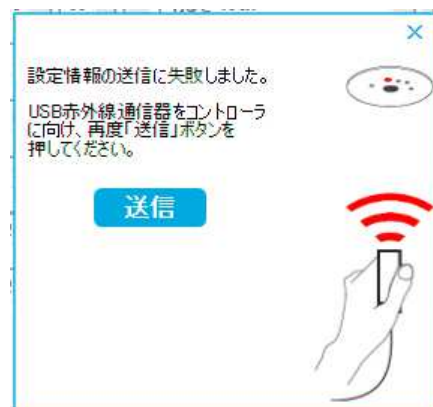 設定情報の送信に失敗しました。
USB赤外線通信器をコントローラ
に向け、再度「送信」ボタンを
押してください。
送信